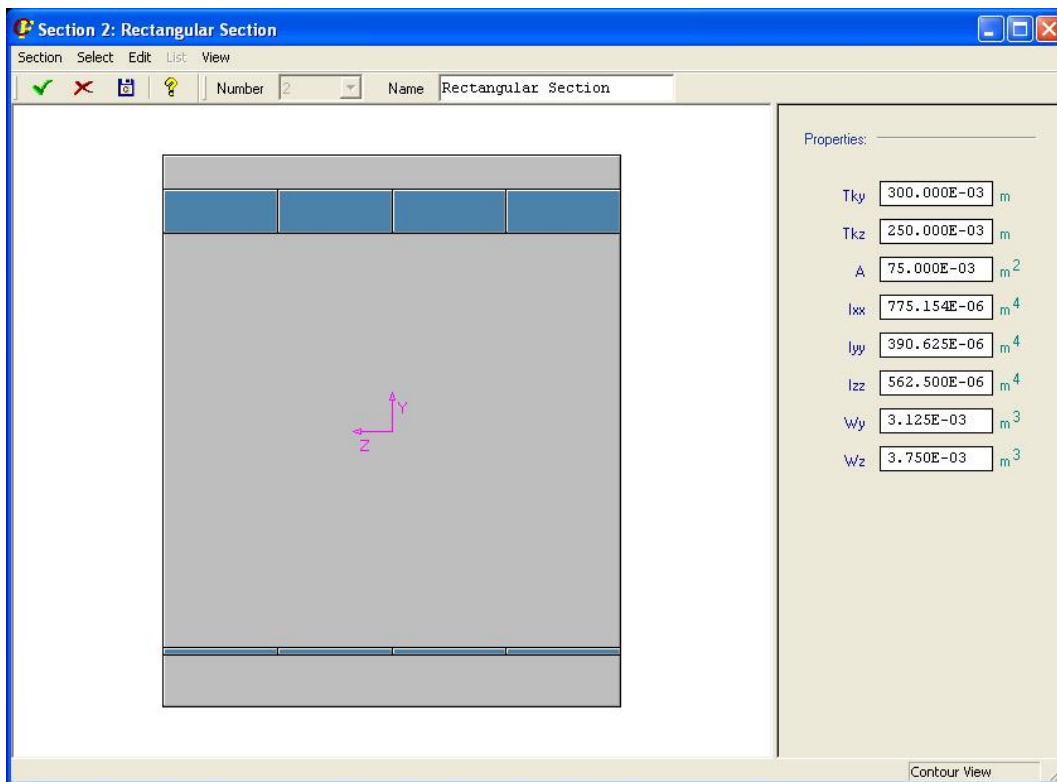 Section 2: Rectangular Section
Section Select Edit List View
Number 2 Name Rectangular Section
Properties:
Tky 300.000E-03 m
Tkz 250.000E-03 m
A 75.000E-03 m2
Ixx 775.154E-06 m4
Iyy 390.625E-06 m4
Izz 562.500E-06 m4
Wy 3.125E-03 m3
Wz 3.750E-03 m3
Y
Z
Contour View